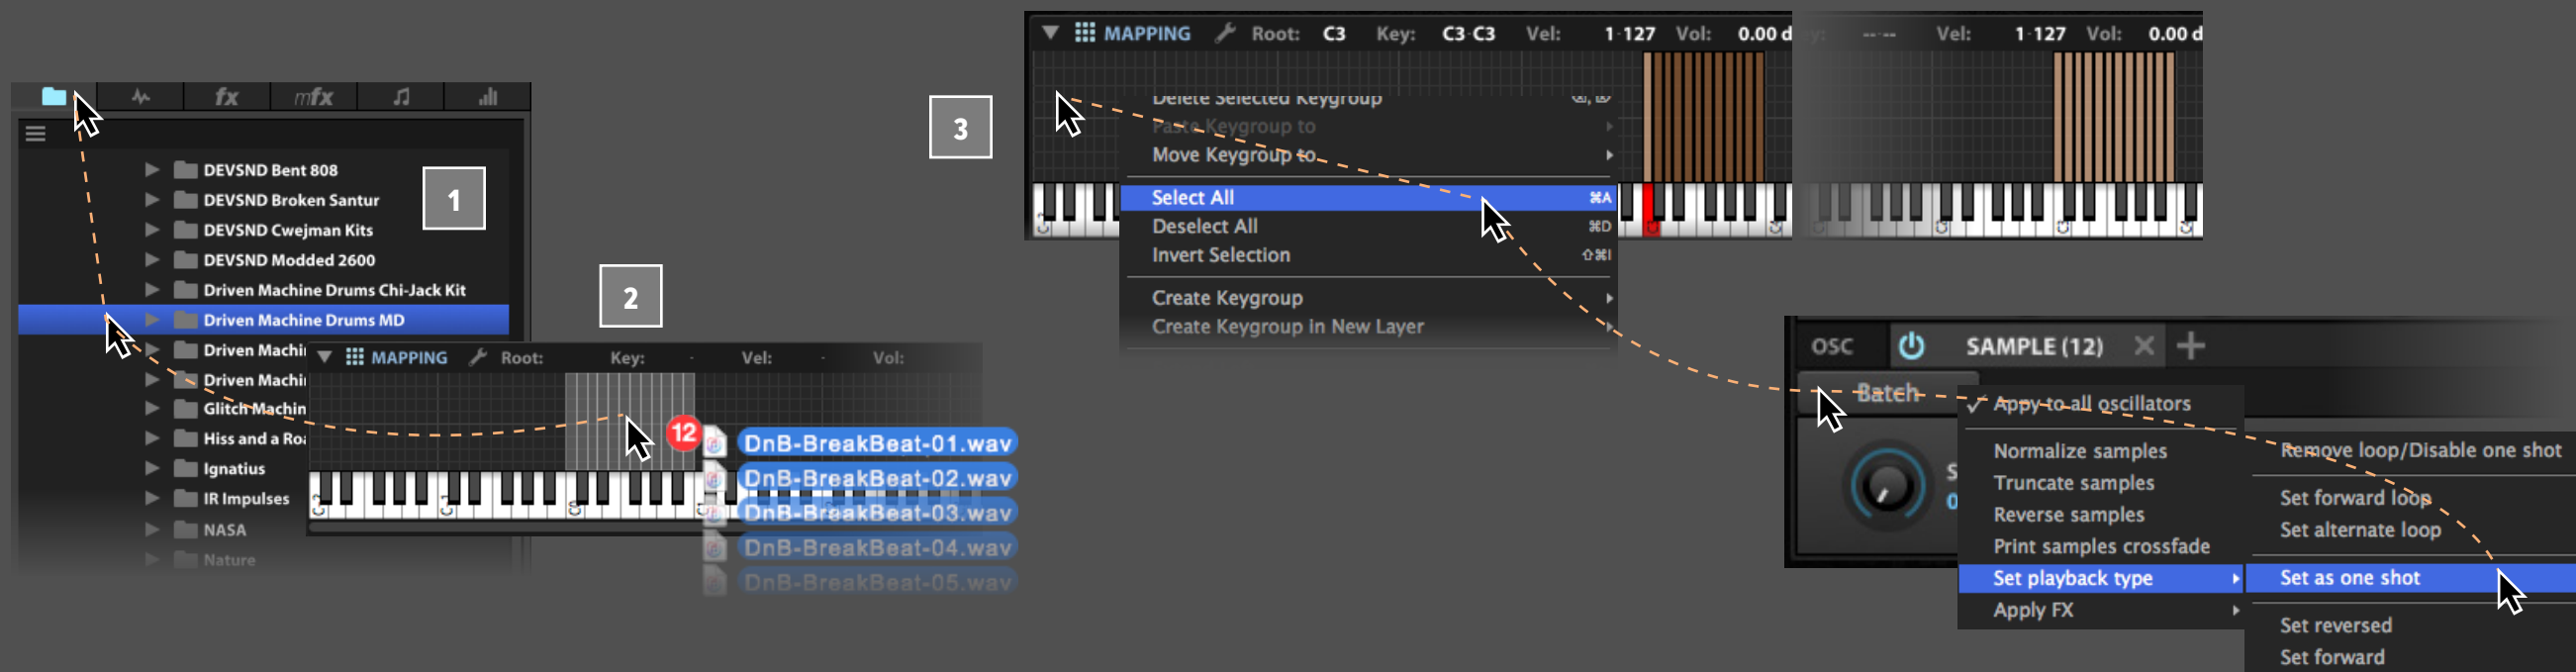 fx
mfx
1
DEVSND Bent 808
DEVSND Broken Santur
DEVSND Cwejman Kits
DEVSND Modded 2600
Driven Machine Drums Chi-Jack Kit
Driven Machine Drums MD
Driven Machi
Driven Machi
Glitch Machin
Hiss and a Roa
Ignatius
IR Impulses
NASA
Nature
2
MAPPING Root: Key: - Vel: - Vol:
12
DnB-BreakBeat-01.wav
DnB-BreakBeat-02.wav
DnB-BreakBeat-03.wav
DnB-BreakBeat-04.wav
DnB-BreakBeat-05.wav
C0
3
MAPPING Root: C3 Key: C3-C3 Vel: 1-127 Vol: 0.00 d
Delete Selected Keygroup
Paste Keygroup to
Move Keygroup to
Select All ⌘A
Deselect All ⌘D
Invert Selection ⇧⌘I
Create Keygroup
Create Keygroup in New Layer
--·-- Vel: 1-127 Vol: 0.00 d
OSC SAMPLE (12)
Batch
Appy to all oscillators
Normalize samples
Truncate samples
Reverse samples
Print samples crossfade
Set playback type
Apply FX
Remove loop/Disable one shot
Set forward loop
Set alternate loop
Set as one shot
Set reversed
Set forward